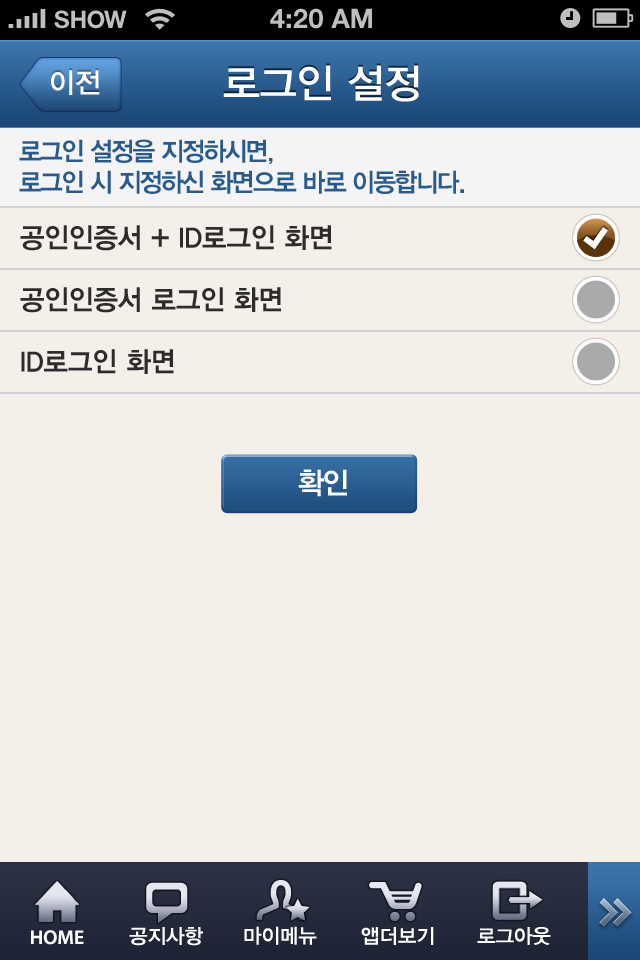 SHOW 4:20 AM
이전 로그인 설정
로그인 설정을 지정하시면,
로그인 시 지정하신 화면으로 바로 이동합니다.
공인인증서 + ID로그인 화면
공인인증서 로그인 화면
ID로그인 화면
확인
HOME 공지사항 마이메뉴 앱더보기 로그아웃